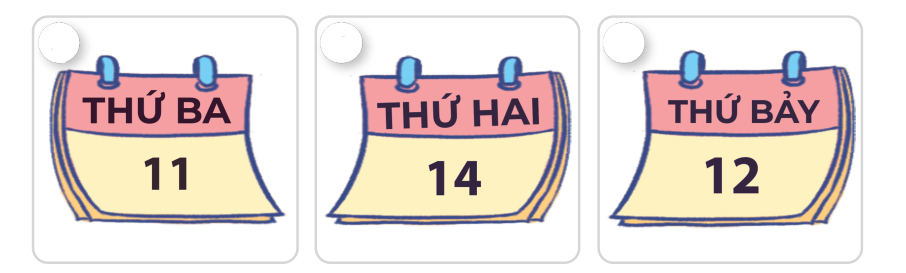 THỨ BA
11
THỨ HAI
14
THỨ BẢY
12